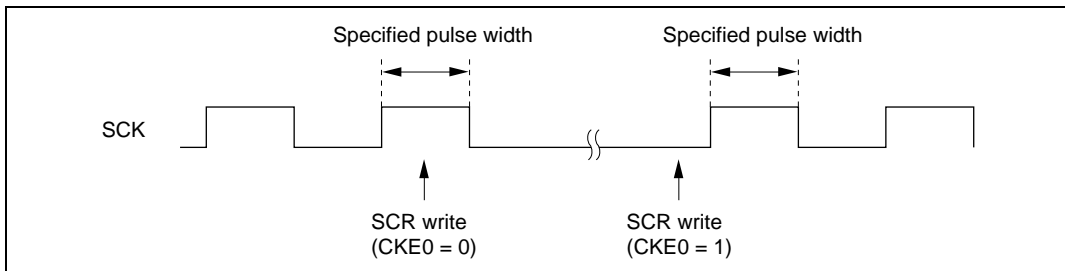 Specified pulse width
Specified pulse width
SCK
SCR write
(CKE0 = 0)
SCR write
(CKE0 = 1)